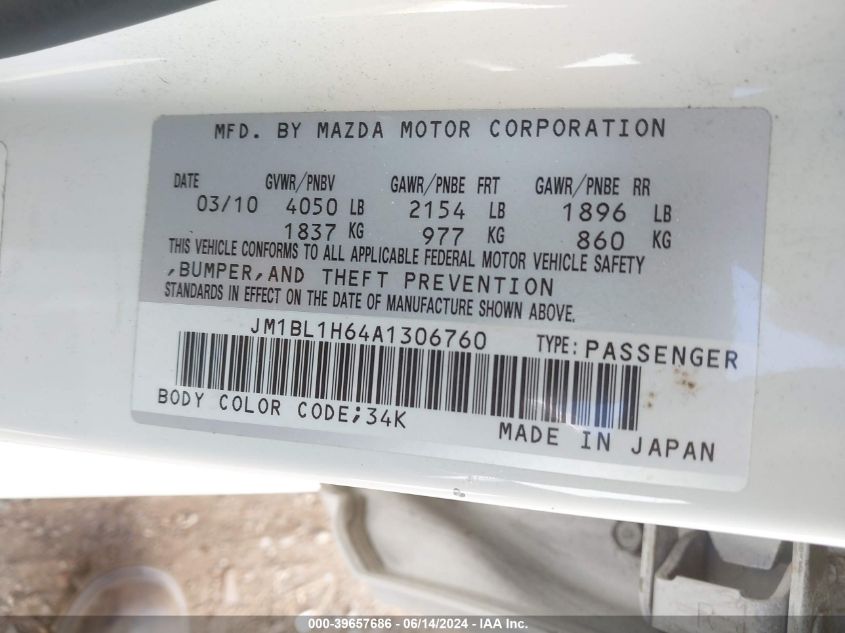 MFD. BY MAZDA MOTOR CORPORATION
DATE GVWR/PNBV GAWR/PNBE FRT GAWR/PNBE RR
03/10 4050 LB 2154 LB 1896 LB
1837 KG 977 KG 860 KG
THIS VEHICLE CONFORMS TO ALL APPLICABLE FEDERAL MOTOR VEHICLE SAFETY
,BUMPER,AND THEFT PREVENTION
STANDARDS IN EFFECT ON THE DATE OF MANUFACTURE SHOWN ABOVE.
JM1BL1H64A1306760 TYPE:PASSENGER
BODY COLOR CODE;34K
MADE IN JAPAN
000-39657686 - 06/14/2024 - IAA Inc.